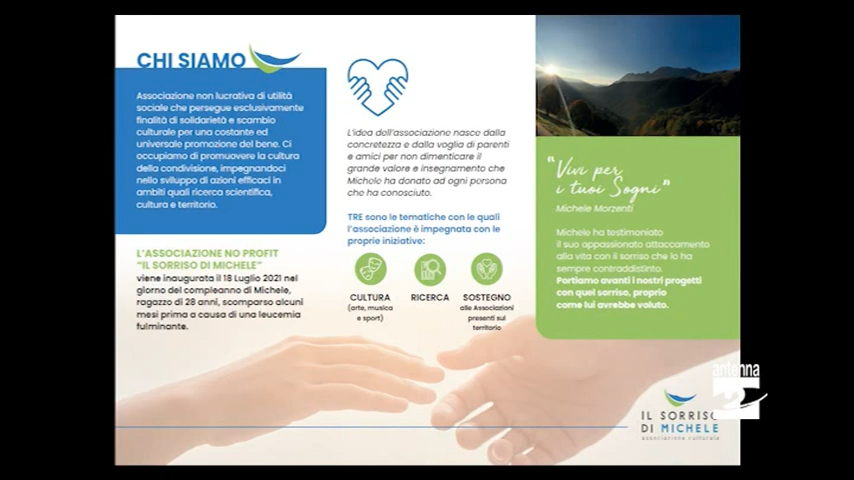 CHI SIAMO
Associazione non lucrativa di utilità
sociale che persegue esclusivamente
finalità di solidarietà e scambio
culturale per una costante ed
universale promozione del bene. Ci
occupiamo di promuovere la cultura
della condivisione, impegnandoci
nello sviluppo di azioni efficaci in
ambiti quali ricerca scientifica,
cultura e territorio.
L'ASSOCIAZIONE NO PROFIT
"IL SORRISO DI MICHELE"
viene inaugurata il 18 Luglio 2021 nel
giorno del compleanno di Michele,
ragazzo di 28 anni, scomparso alcuni
mesi prima a causa di una leucemia
fulminante.
L'idea dell'associazione nasce dalla
concretezza e dalla voglia di parenti
e amici per non dimenticare il
grande valore e insegnamento che
Michele ha donato ad ogni persona
che ha conosciuto.
TRE sono le tematiche con le quali
l'associazione è impegnata con le
proprie iniziative:
CULTURA
(arte, musica
e sport)
RICERCA
SOSTEGNO
alle Associazioni
presenti sul
territorio
"Vivi per
i tuoi Sogni"
Michele Morzenti
Michele ha testimoniato
il suo appassionato attaccamento
alla vita con il sorriso che lo ha
sempre contraddistinto.
Portiamo avanti i nostri progetti
con quel sorriso, proprio
come lui avrebbe voluto.
antenna
2
IL SORRISO
DI MICHELE
associazione culturale